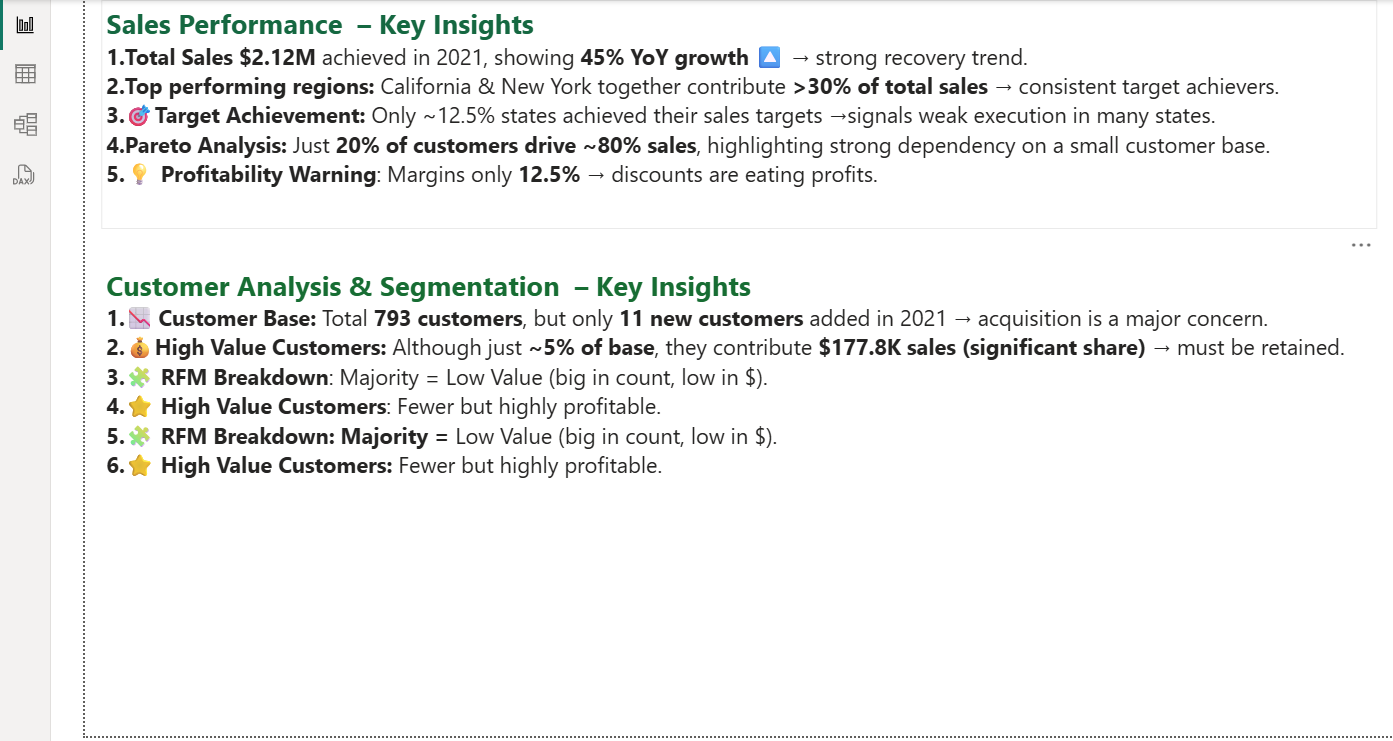 Sales Performance – Key Insights
1.Total Sales $2.12M achieved in 2021, showing 45% YoY growth 🔼 → strong recovery trend.
2.Top performing regions: California & New York together contribute >30% of total sales → consistent target achievers.
3.🎯 Target Achievement: Only ~12.5% states achieved their sales targets →signals weak execution in many states.
4.Pareto Analysis: Just 20% of customers drive ~80% sales, highlighting strong dependency on a small customer base.
5.💡 Profitability Warning: Margins only 12.5% → discounts are eating profits.
Customer Analysis & Segmentation – Key Insights
1.📉 Customer Base: Total 793 customers, but only 11 new customers added in 2021 → acquisition is a major concern.
2.💰High Value Customers: Although just ~5% of base, they contribute $177.8K sales (significant share) → must be retained.
3.🧩 RFM Breakdown: Majority = Low Value (big in count, low in $).
4.⭐ High Value Customers: Fewer but highly profitable.
5.🧩 RFM Breakdown: Majority = Low Value (big in count, low in $).
6.⭐ High Value Customers: Fewer but highly profitable.
DAX